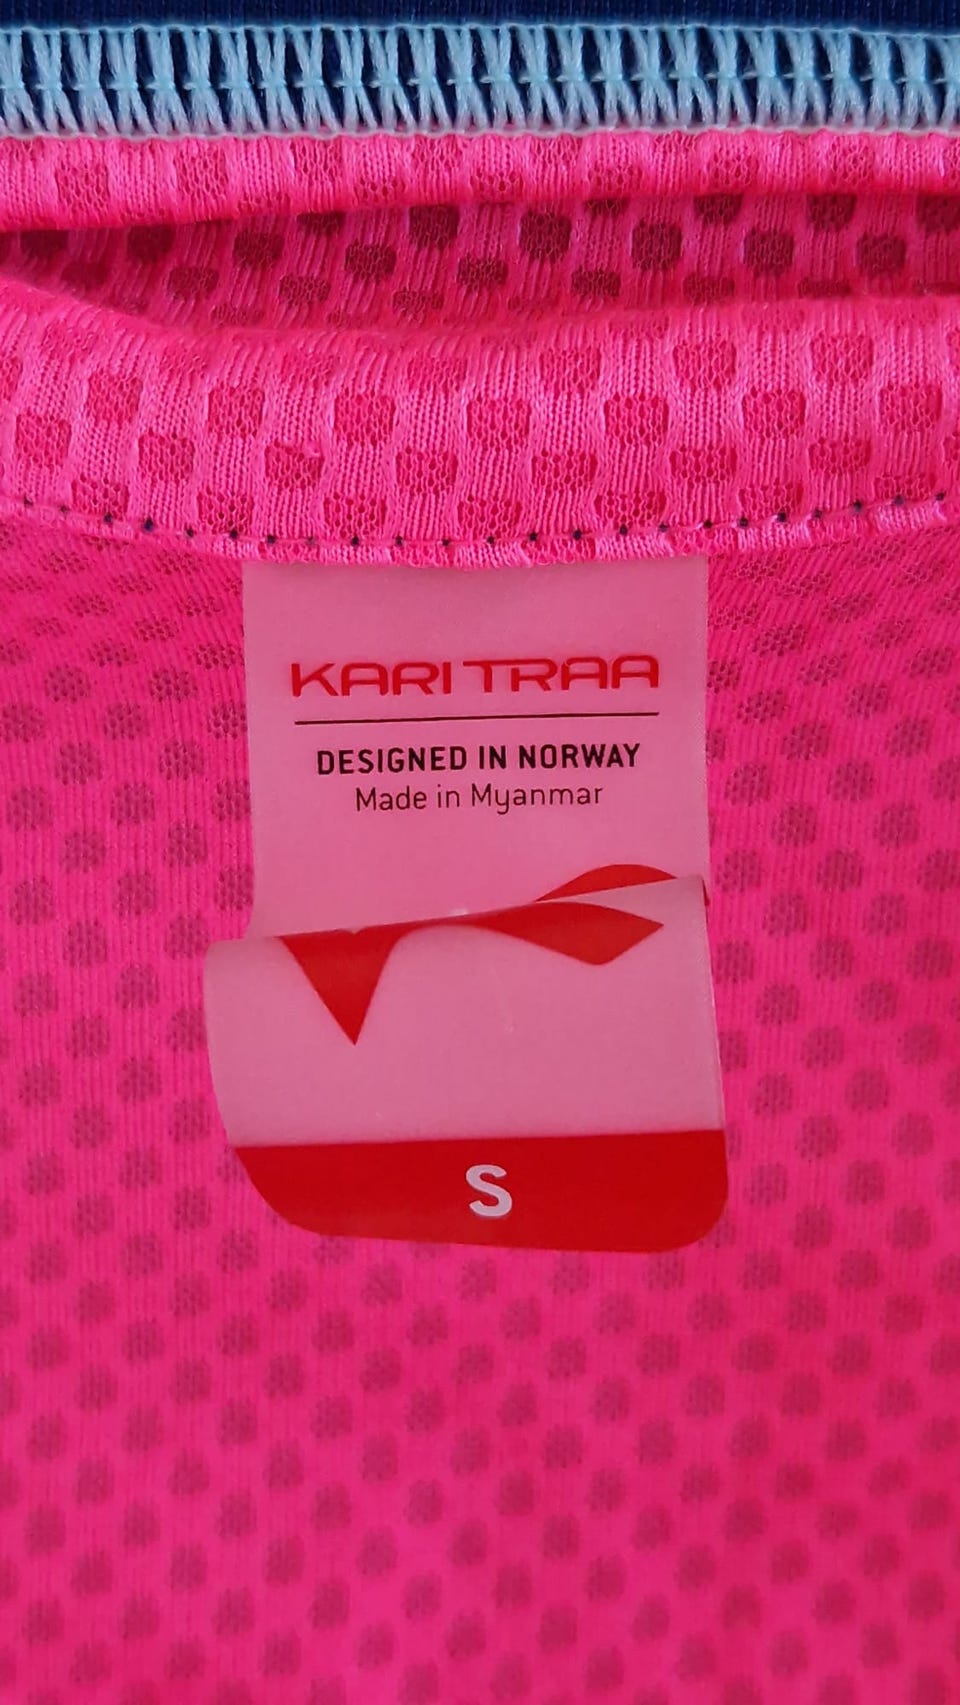 KARI TRAA
DESIGNED IN NORWAY
Made in Myanmar
S